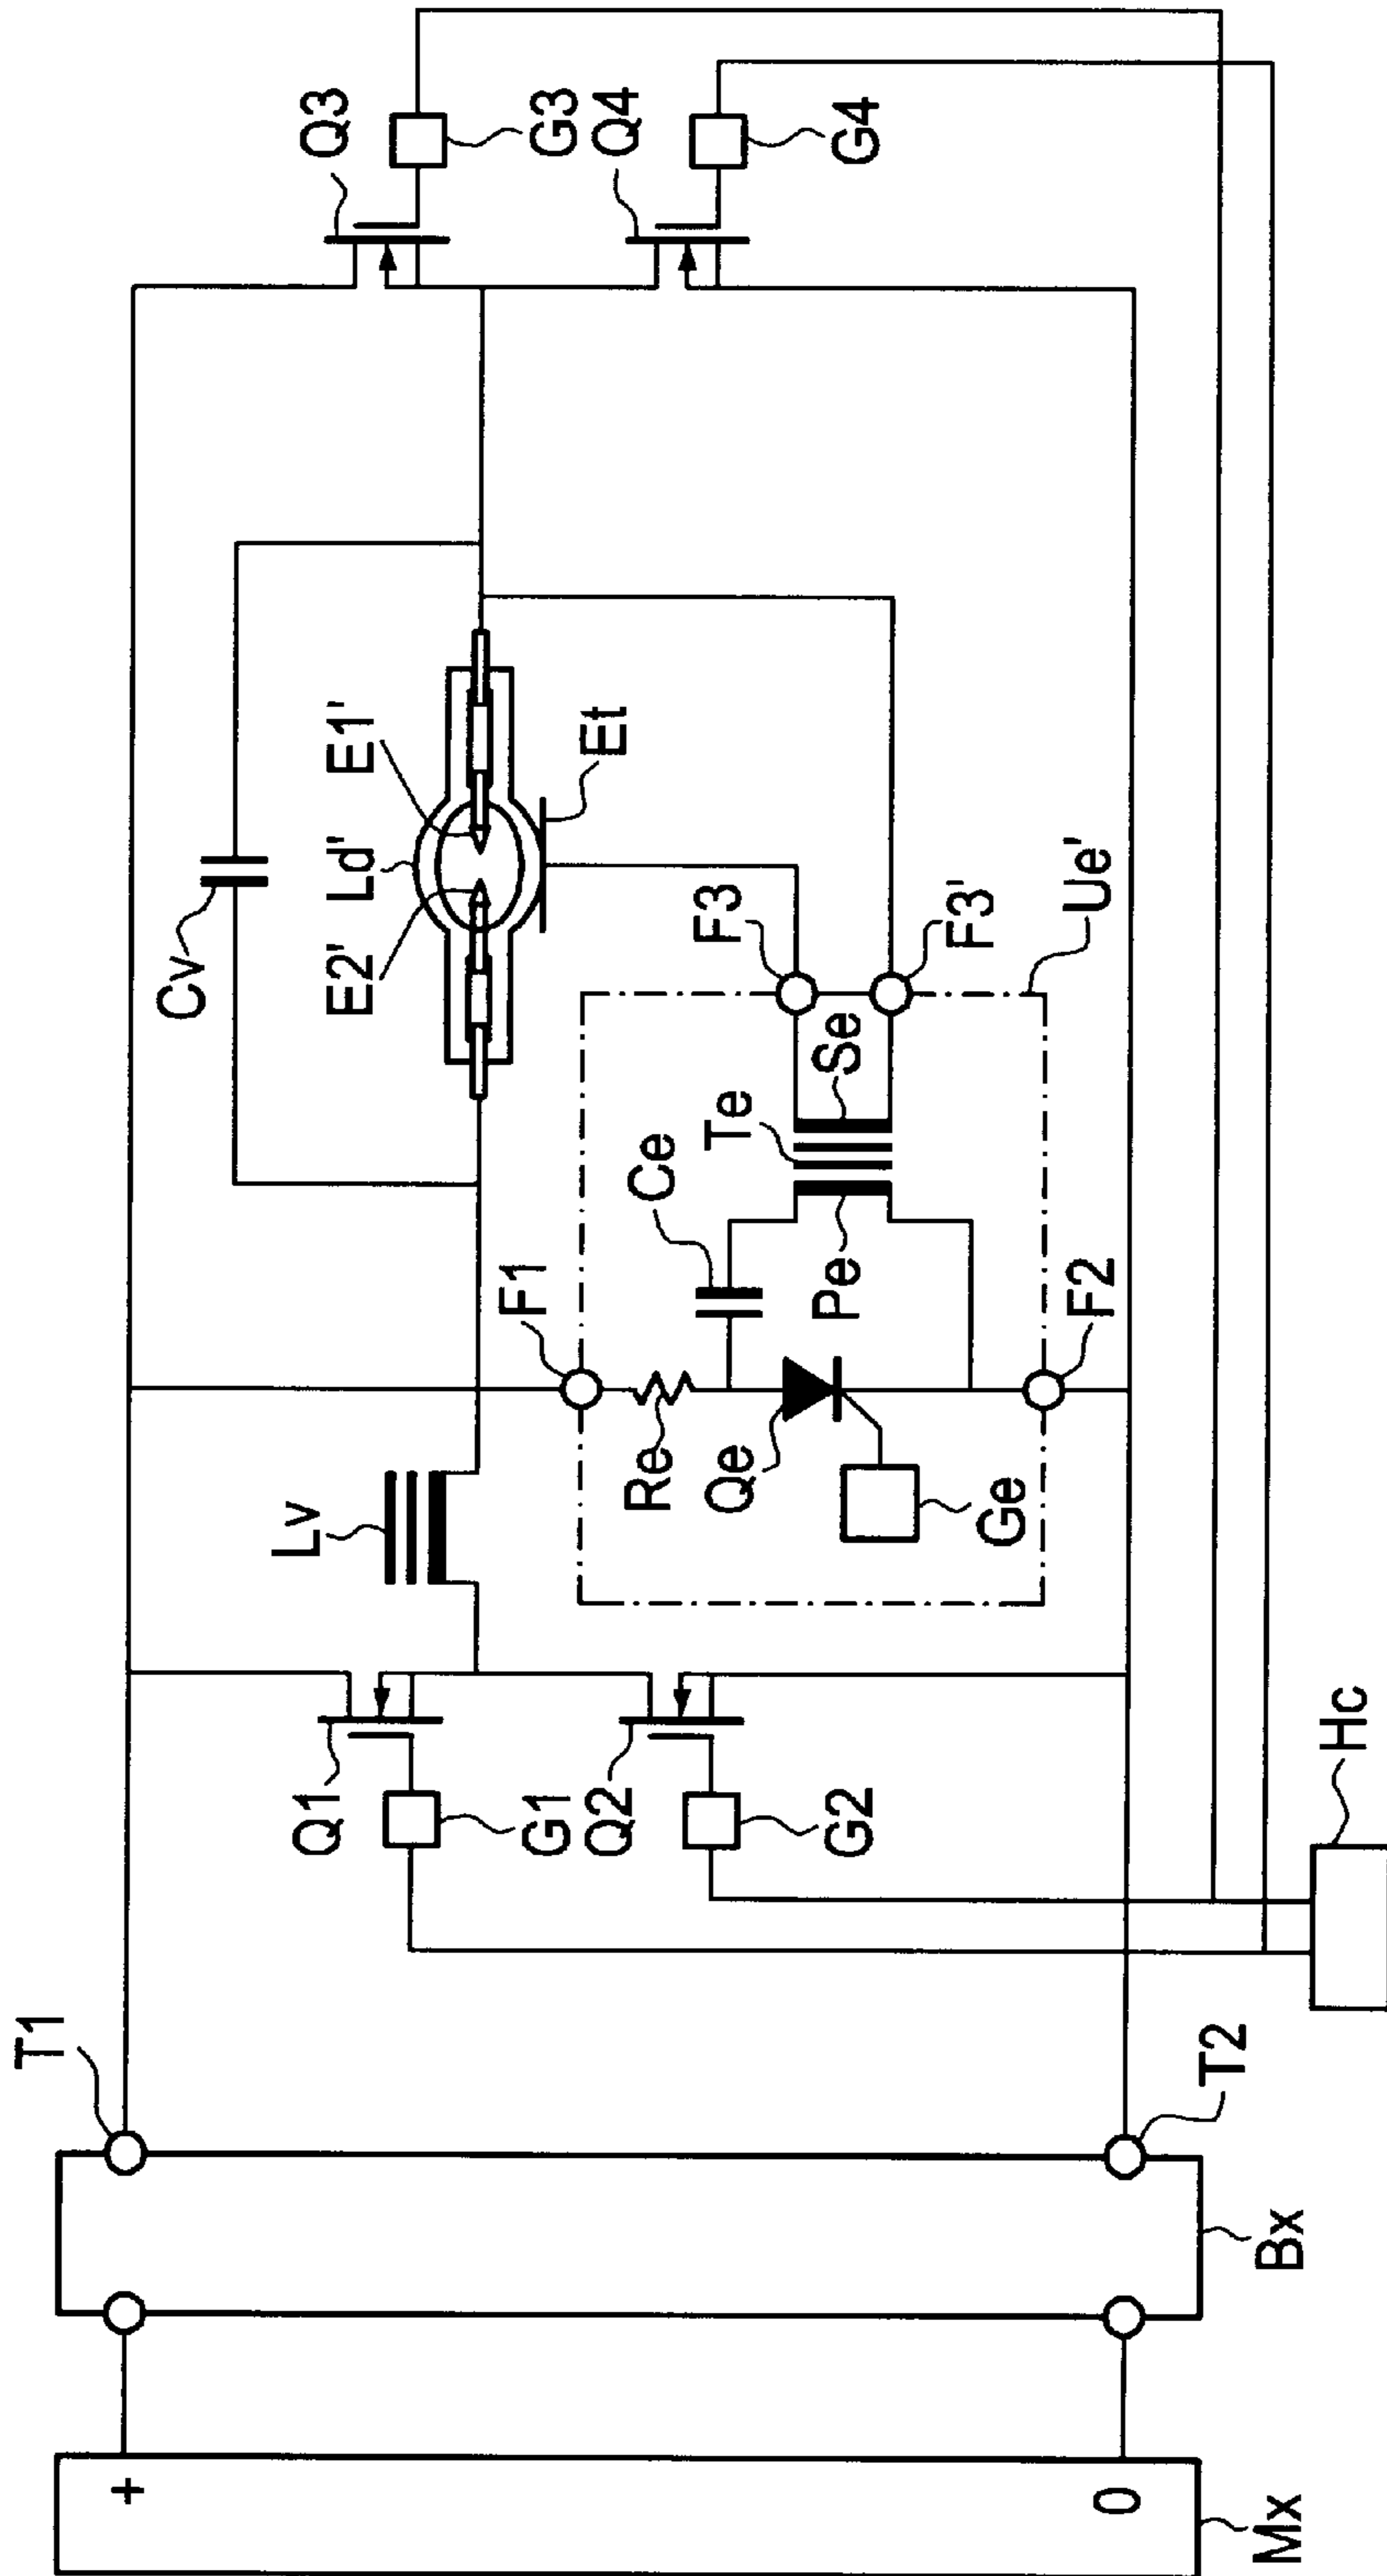 T1
Q3
Cv
Ld'
E2'
E1'
Lv
Q1
G3
Q4
G1
Q2
F1
Et
Re
Ce
F3
Qe
Te
G4
Pe
Se
F3'
G2
Ge
F2
Ue'
T2
Hc
Bx
Mx
+
0